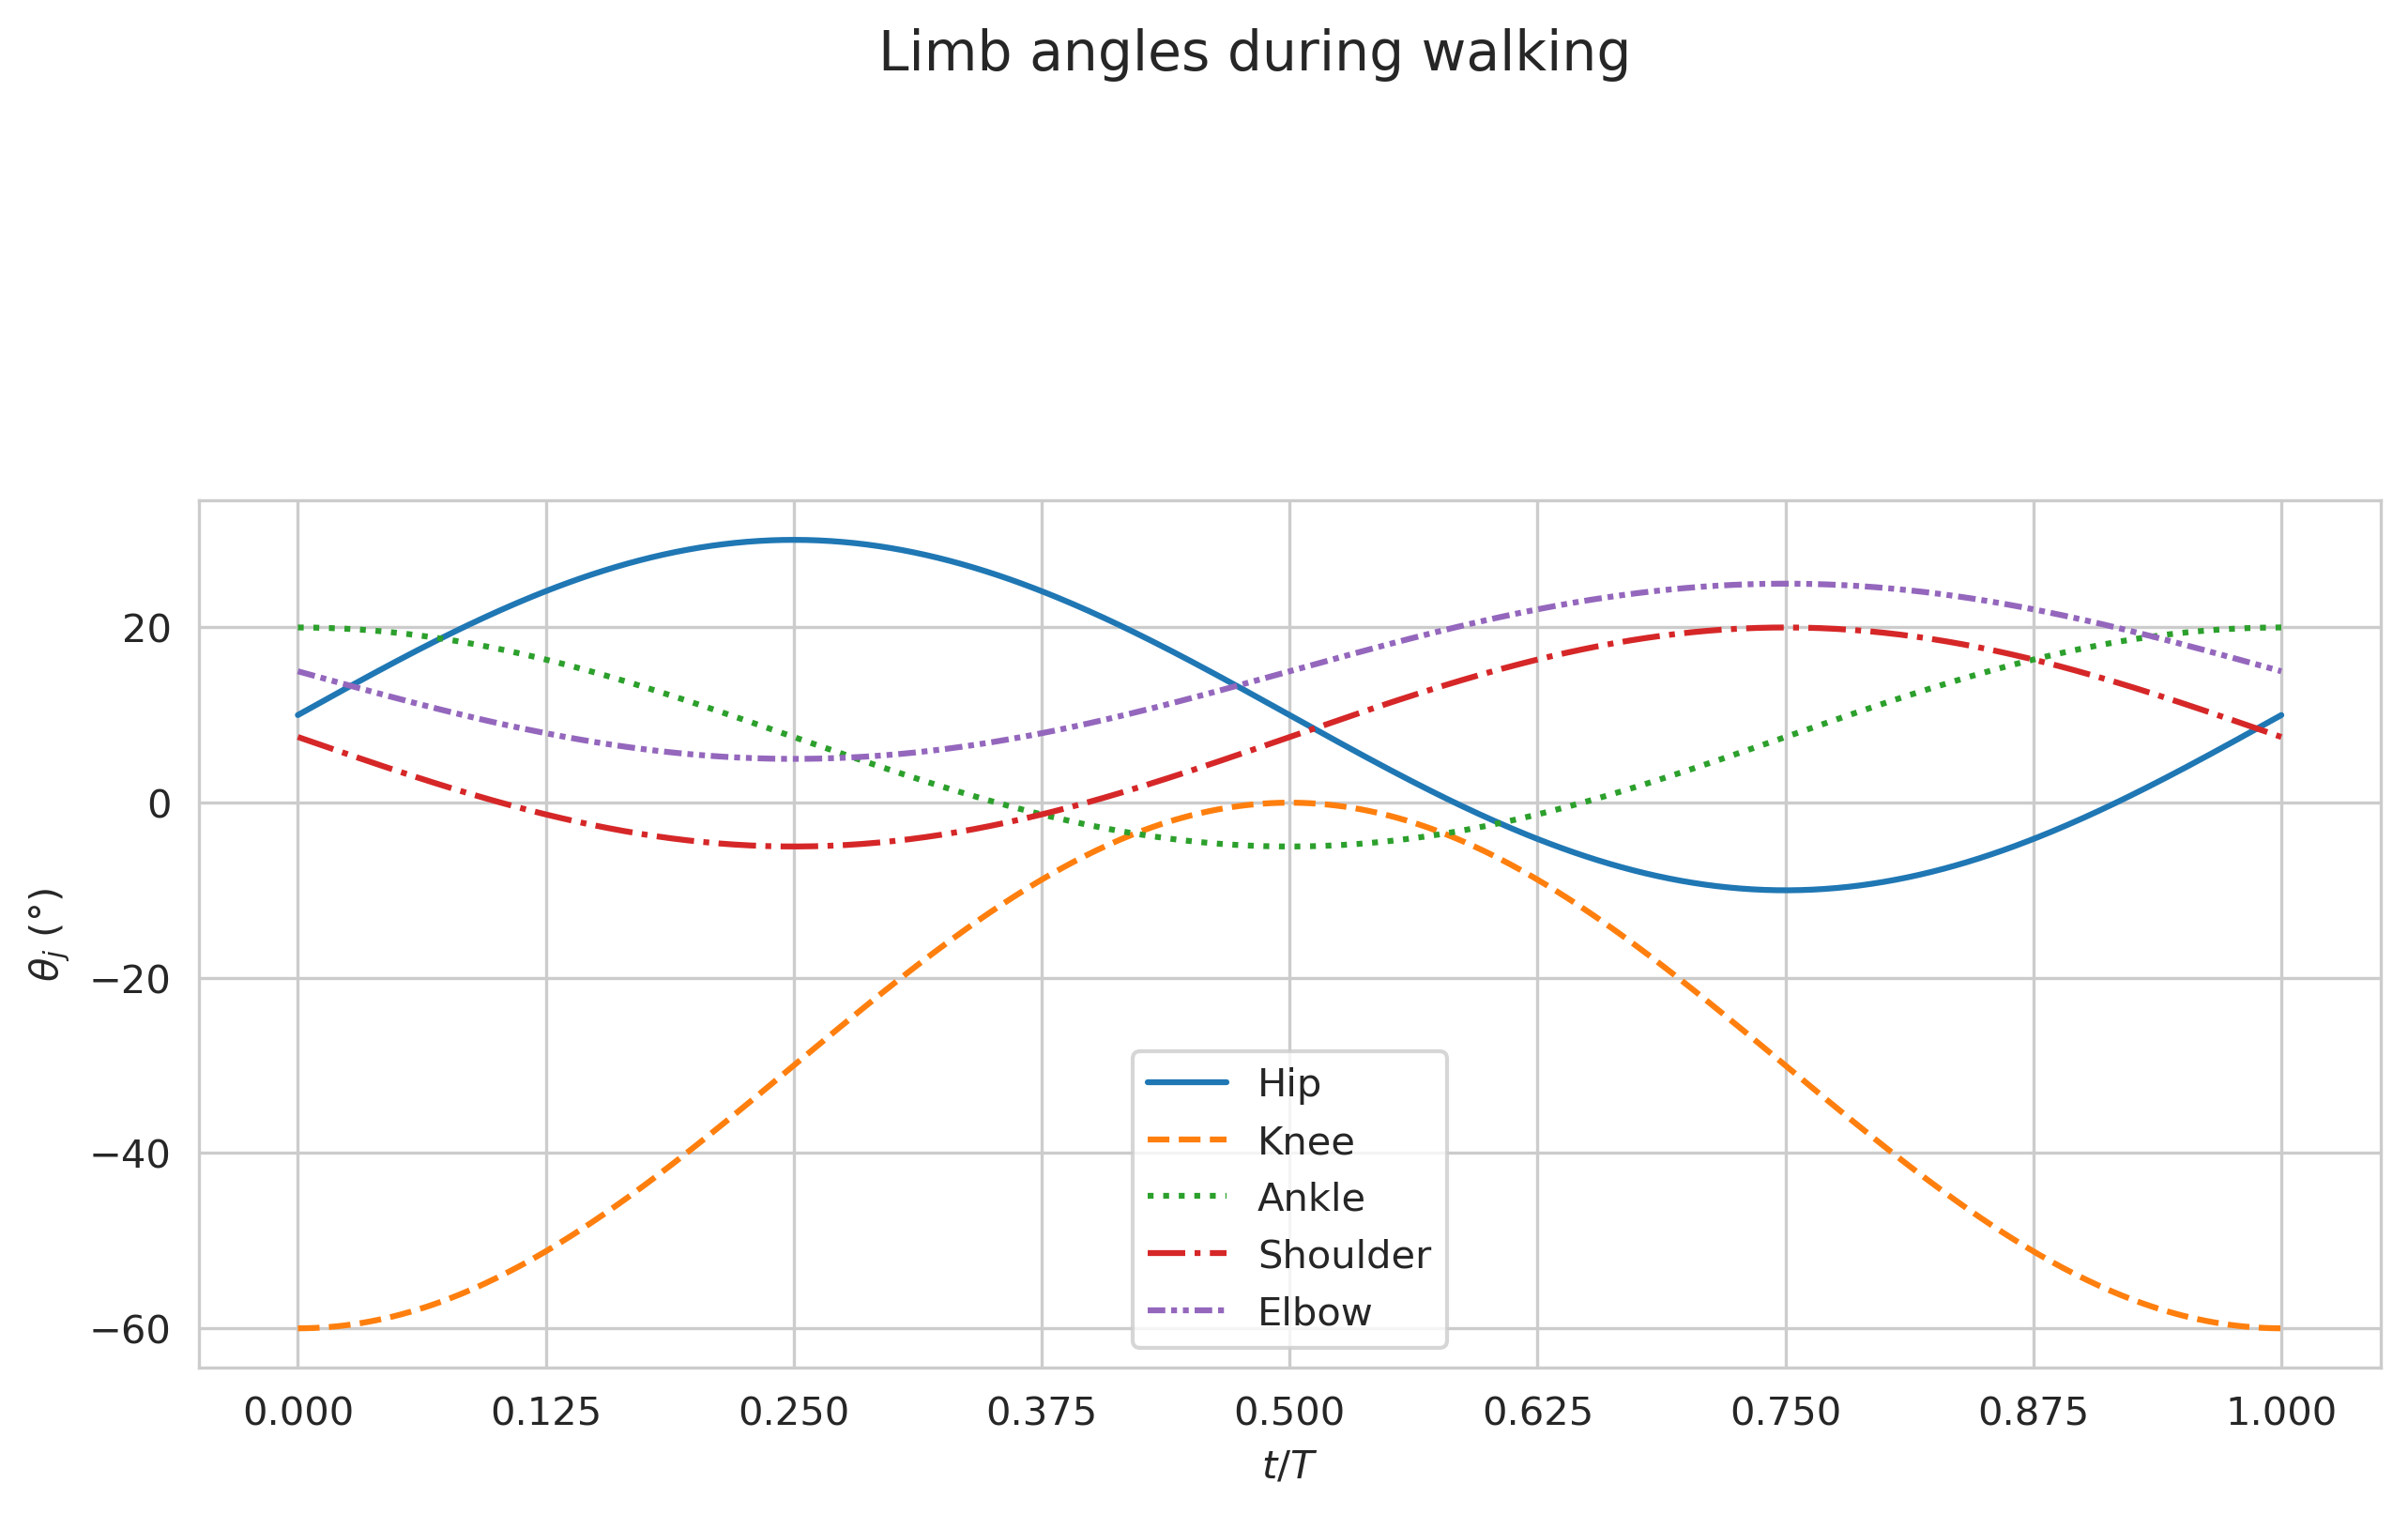 Limb angles during walking
20
0
−20
−40
−60
θj (°)
0.000 0.125 0.250 0.375 0.500 0.625 0.750 0.875 1.000
t/T
Hip
Knee
Ankle
Shoulder
Elbow